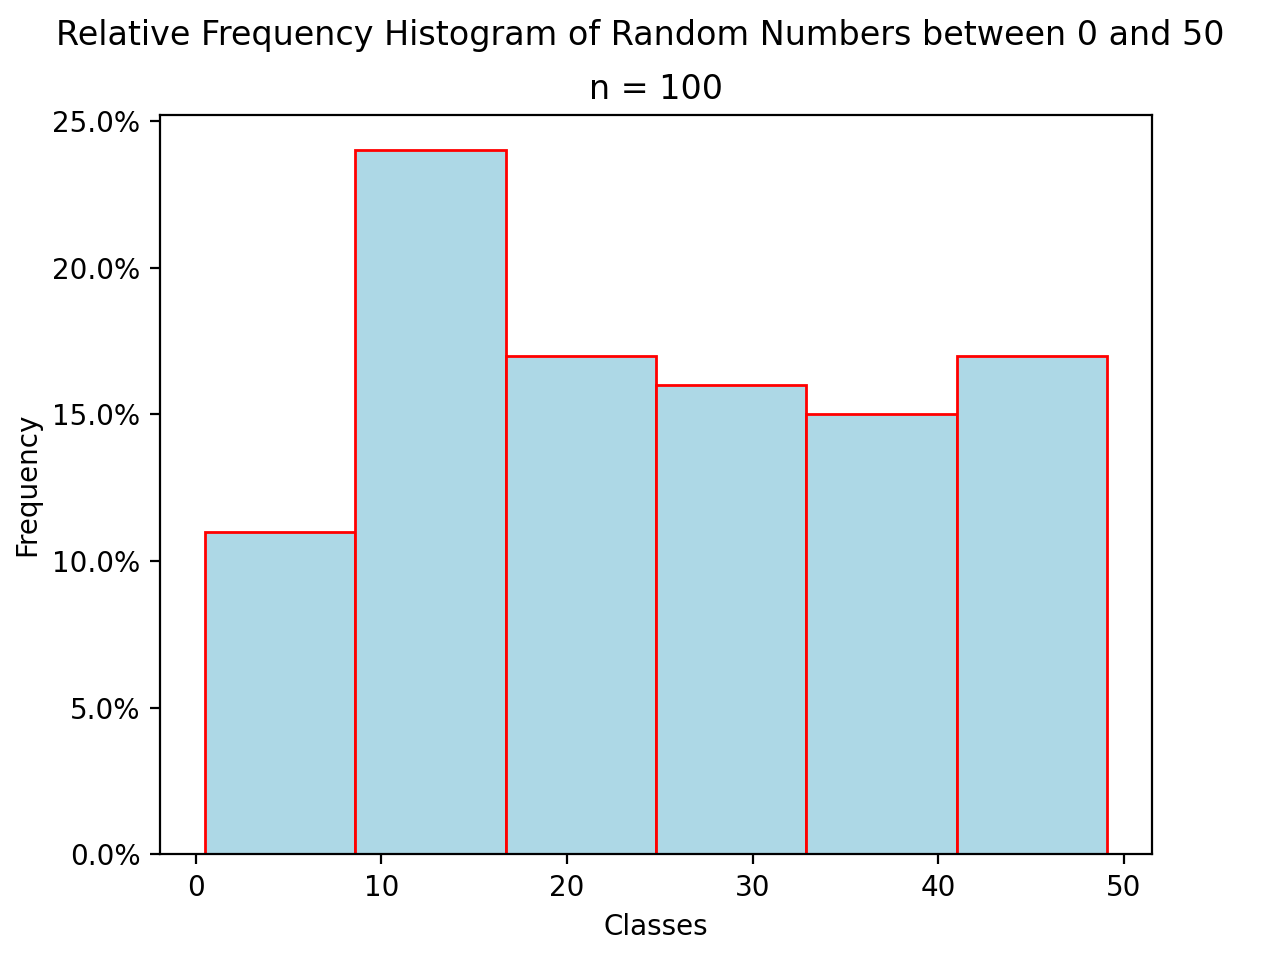 Relative Frequency Histogram of Random Numbers between 0 and 50
n = 100
25.0%
20.0%
15.0%
10.0%
5.0%
0.0%
Frequency
0 10 20 30 40 50
Classes